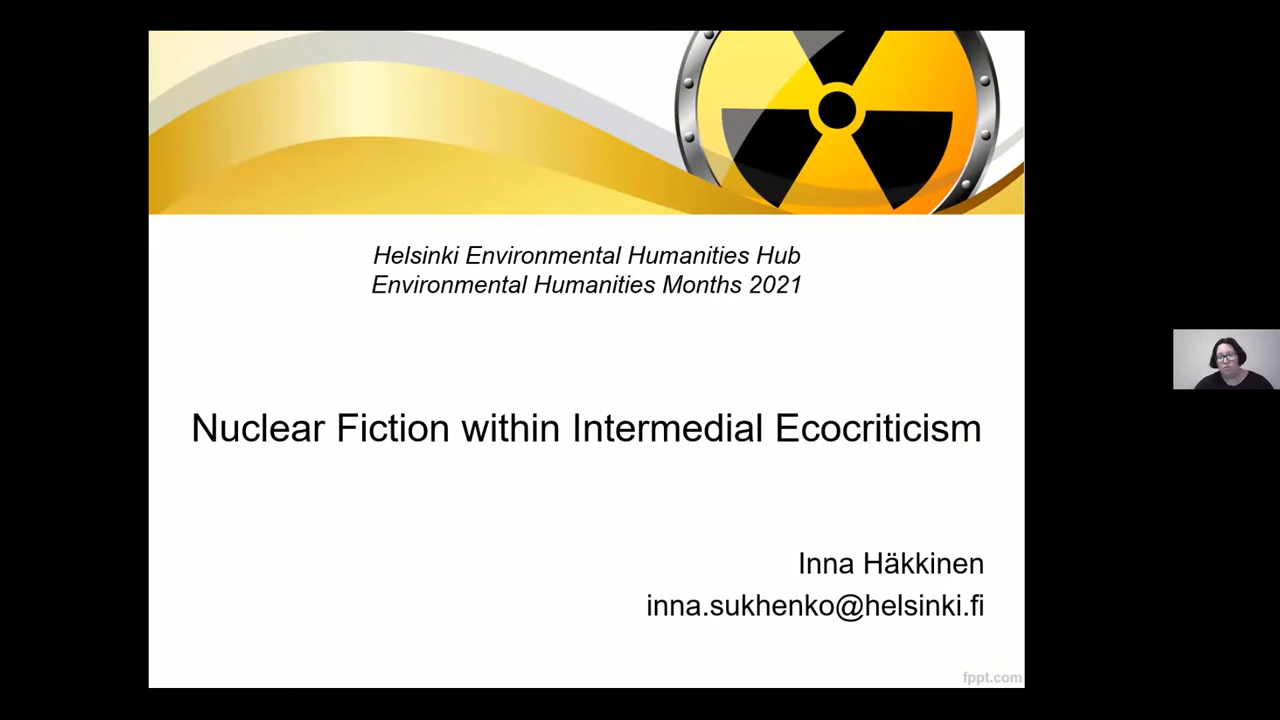 Helsinki Environmental Humanities Hub
Environmental Humanities Months 2021
Nuclear Fiction within Intermedial Ecocriticism
Inna Häkkinen
inna.sukhenko@helsinki.fi
fppt.com